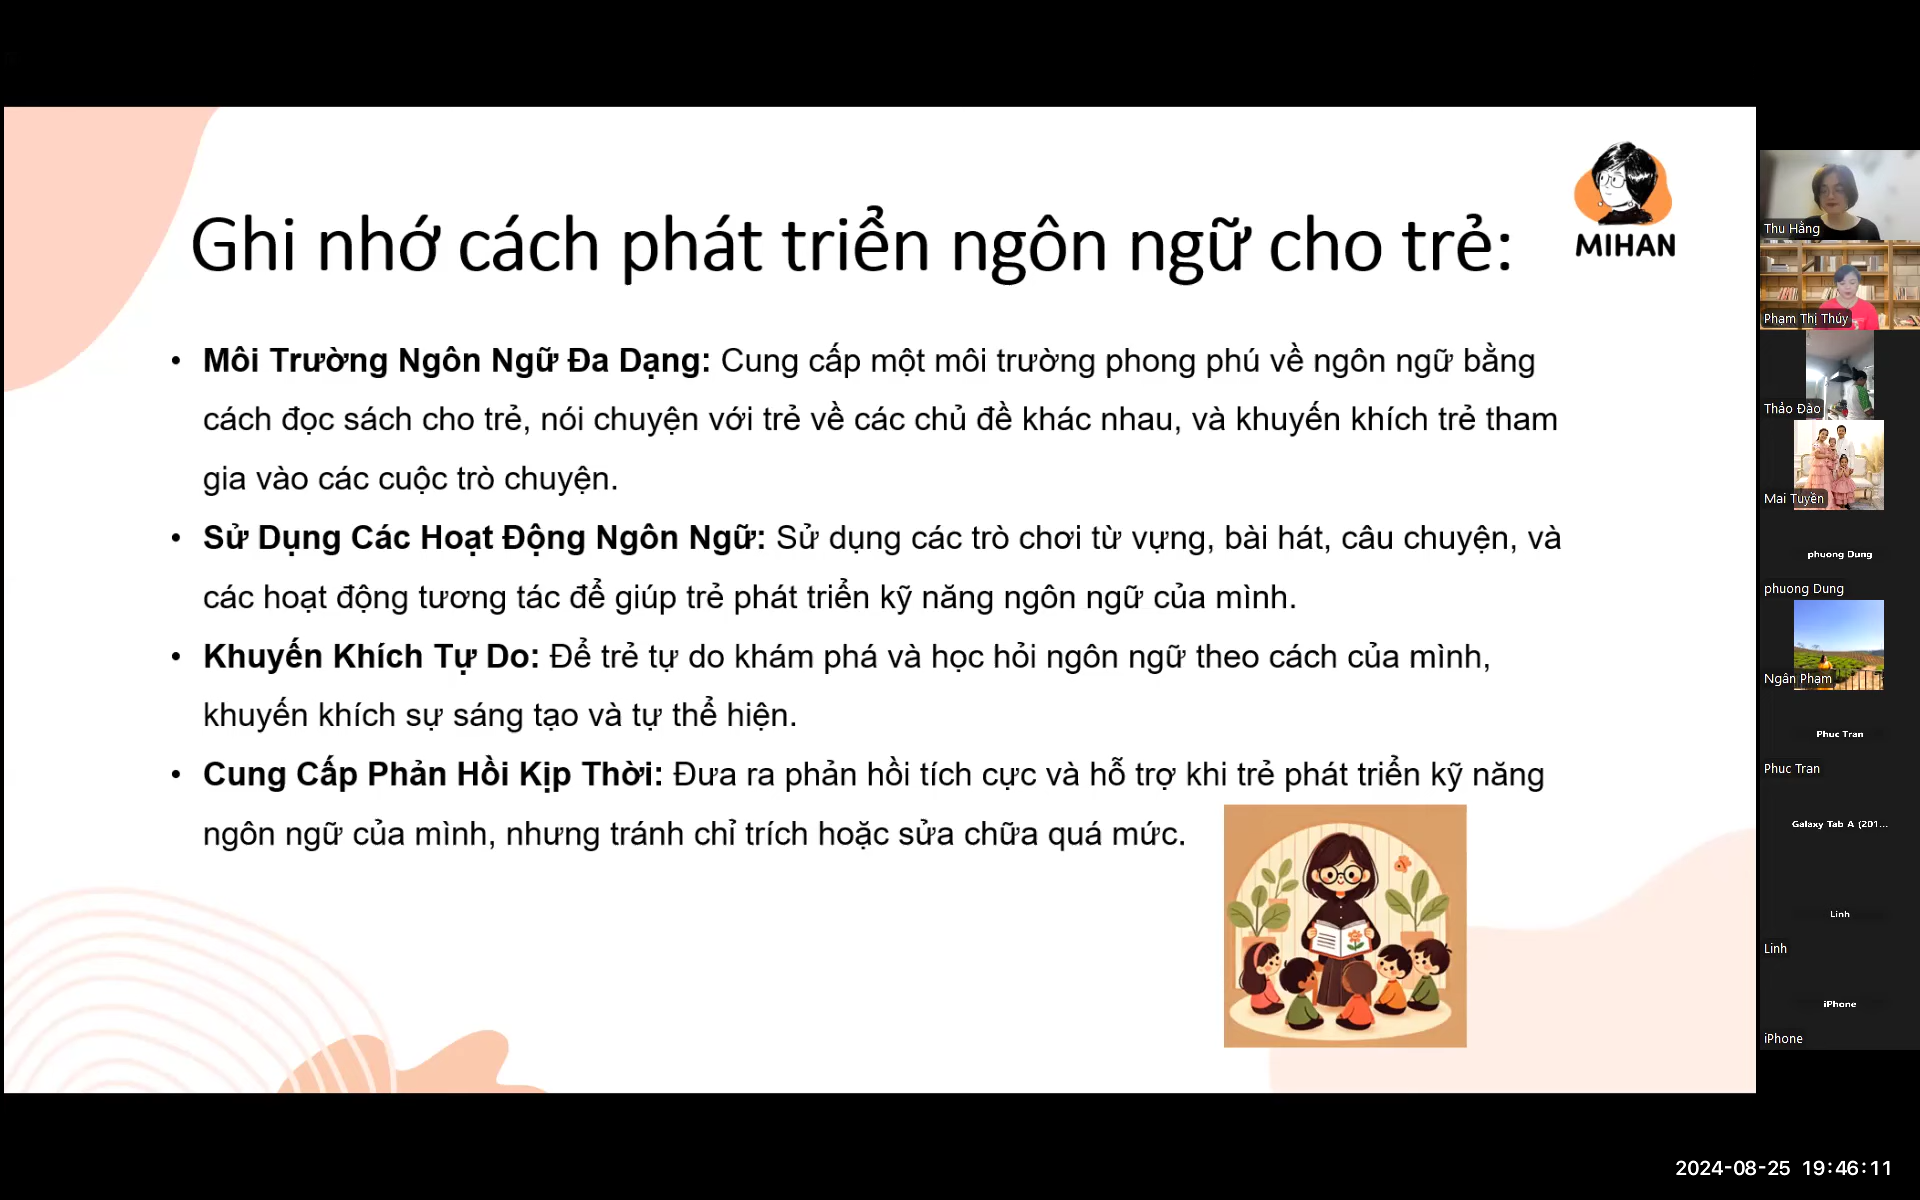 MIHAN
Ghi nhớ cách phát triển ngôn ngữ cho trẻ:
• Môi Trường Ngôn Ngữ Đa Dạng: Cung cấp một môi trường phong phú về ngôn ngữ bằng
cách đọc sách cho trẻ, nói chuyện với trẻ về các chủ đề khác nhau, và khuyến khích trẻ tham
gia vào các cuộc trò chuyện.
• Sử Dụng Các Hoạt Động Ngôn Ngữ: Sử dụng các trò chơi từ vựng, bài hát, câu chuyện, và
các hoạt động tương tác để giúp trẻ phát triển kỹ năng ngôn ngữ của mình.
• Khuyến Khích Tự Do: Để trẻ tự do khám phá và học hỏi ngôn ngữ theo cách của mình,
khuyến khích sự sáng tạo và tự thể hiện.
• Cung Cấp Phản Hồi Kịp Thời: Đưa ra phản hồi tích cực và hỗ trợ khi trẻ phát triển kỹ năng
ngôn ngữ của mình, nhưng tránh chỉ trích hoặc sửa chữa quá mức.
Thu Hằng
Phạm Thị Thúy
Thảo Đào
Mai Tuyền
phuong Dung
phuong Dung
Ngân Phạm
Phuc Tran
Phuc Tran
Galaxy Tab A (201...
Linh
Linh
iPhone
iPhone
2024-08-25 19:46:11